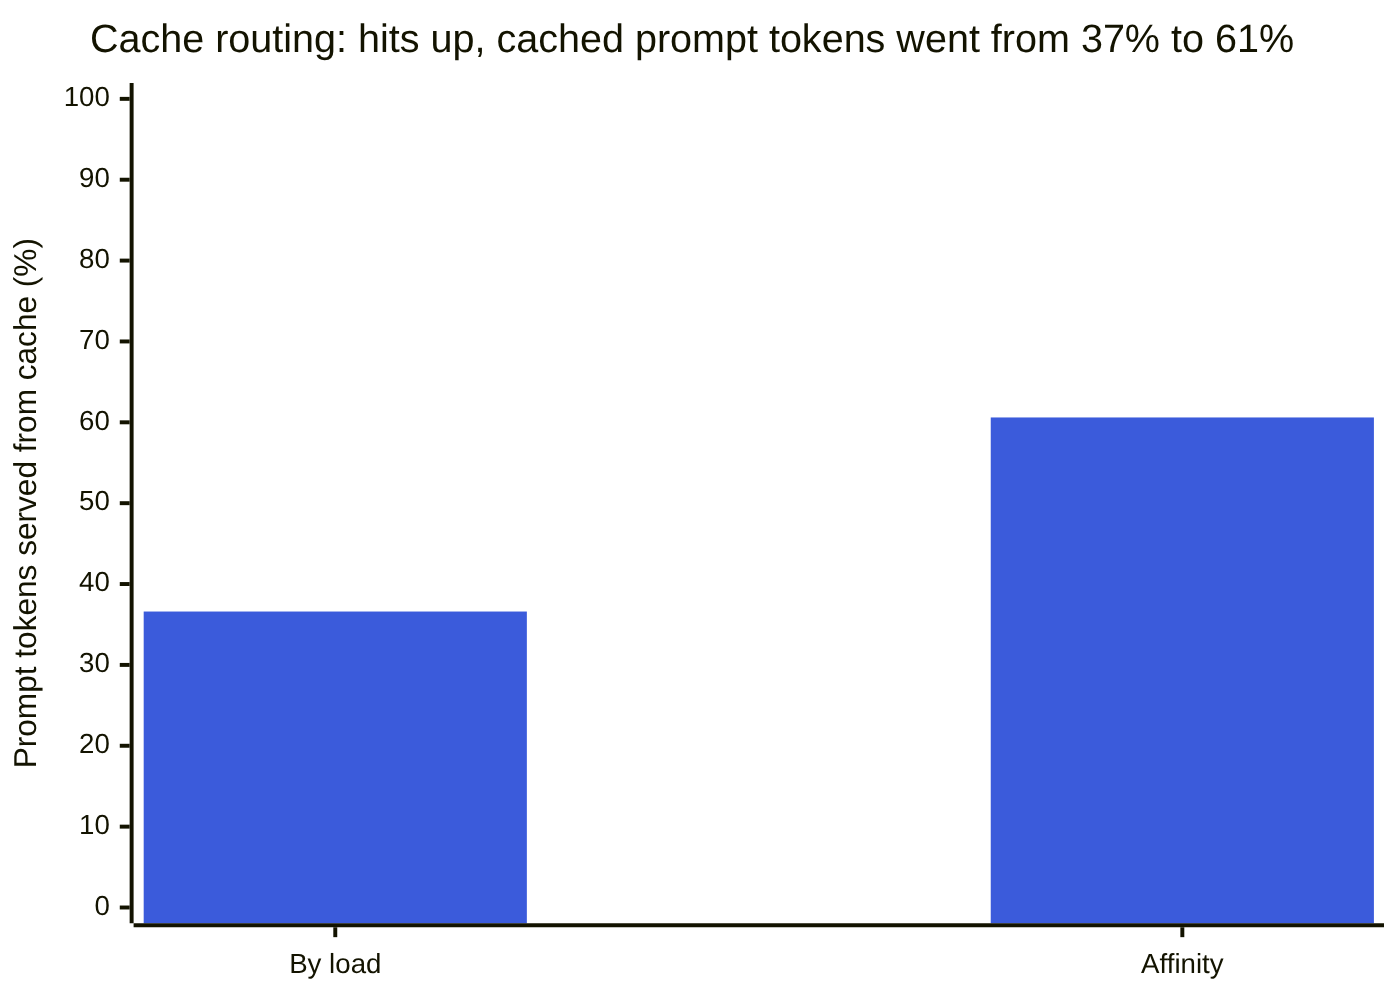 Cache routing: hits up, cached prompt tokens went from 37% to 61%
Prompt tokens served from cache (%)
100
90
80
70
60
50
40
30
20
10
0
By load
Affinity